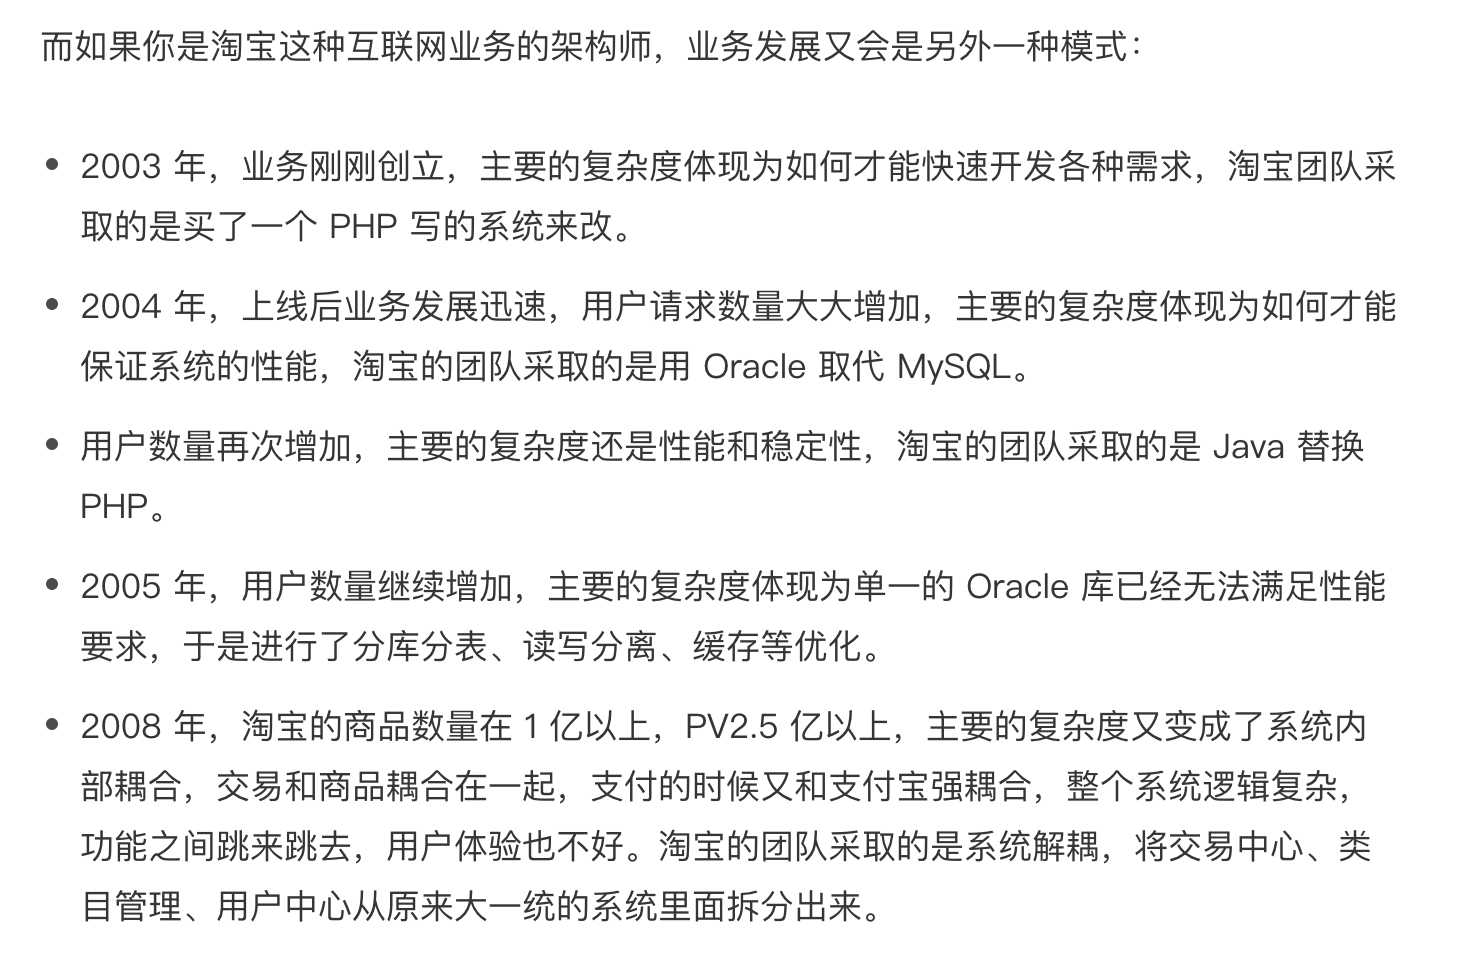 而如果你是淘宝这种互联网业务的架构师，业务发展又会是另外一种模式：
• 2003 年，业务刚刚创立，主要的复杂度体现为如何才能快速开发各种需求，淘宝团队采
取的是买了一个 PHP 写的系统来改。
• 2004 年，上线后业务发展迅速，用户请求数量大大增加，主要的复杂度体现为如何才能
保证系统的性能，淘宝的团队采取的是用 Oracle 取代 MySQL。
• 用户数量再次增加，主要的复杂度还是性能和稳定性，淘宝的团队采取的是 Java 替换
PHP。
• 2005 年，用户数量继续增加，主要的复杂度体现为单一的 Oracle 库已经无法满足性能
要求，于是进行了分库分表、读写分离、缓存等优化。
• 2008 年，淘宝的商品数量在 1 亿以上，PV2.5 亿以上，主要的复杂度又变成了系统内
部耦合，交易和商品耦合在一起，支付的时候又和支付宝强耦合，整个系统逻辑复杂，
功能之间跳来跳去，用户体验也不好。淘宝的团队采取的是系统解耦，将交易中心、类
目管理、用户中心从原来大一统的系统里面拆分出来。